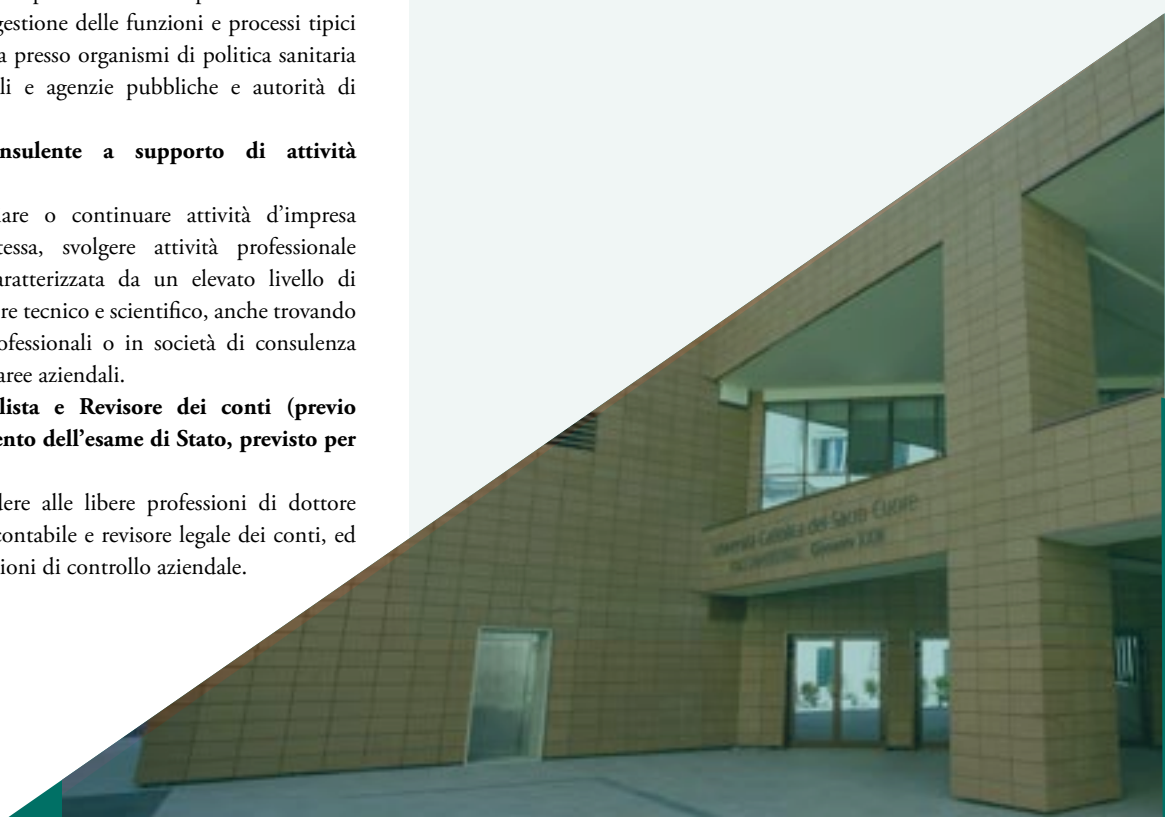 gestione delle funzioni e processi tipici
a presso organismi di politica sanitaria
li e agenzie pubbliche e autorità di
nsulente a supporto di attività
are o continuare attività d’impresa
tessa, svolgere attività professionale
aratterizzata da un elevato livello di
re tecnico e scientifico, anche trovando
ofessionali o in società di consulenza
aree aziendali.
lista e Revisore dei conti (previo
ento dell’esame di Stato, previsto per
dere alle libere professioni di dottore
contabile e revisore legale dei conti, ed
ioni di controllo aziendale.
Università Cattolica del Sacro Cuore
Giovanni XXIII